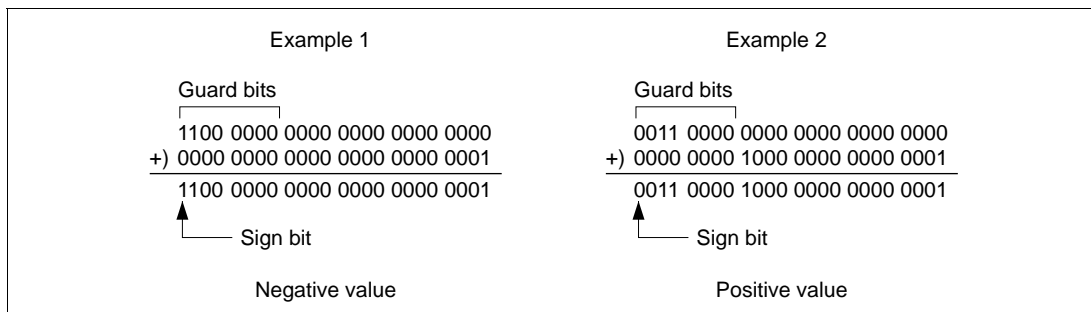 Example 1
Guard bits
1100 0000 0000 0000 0000 0000
+) 0000 0000 0000 0000 0000 0001
1100 0000 0000 0000 0000 0001
Sign bit
Negative value
Example 2
Guard bits
0011 0000 0000 0000 0000 0000
+) 0000 0000 1000 0000 0000 0001
0011 0000 1000 0000 0000 0001
Sign bit
Positive value